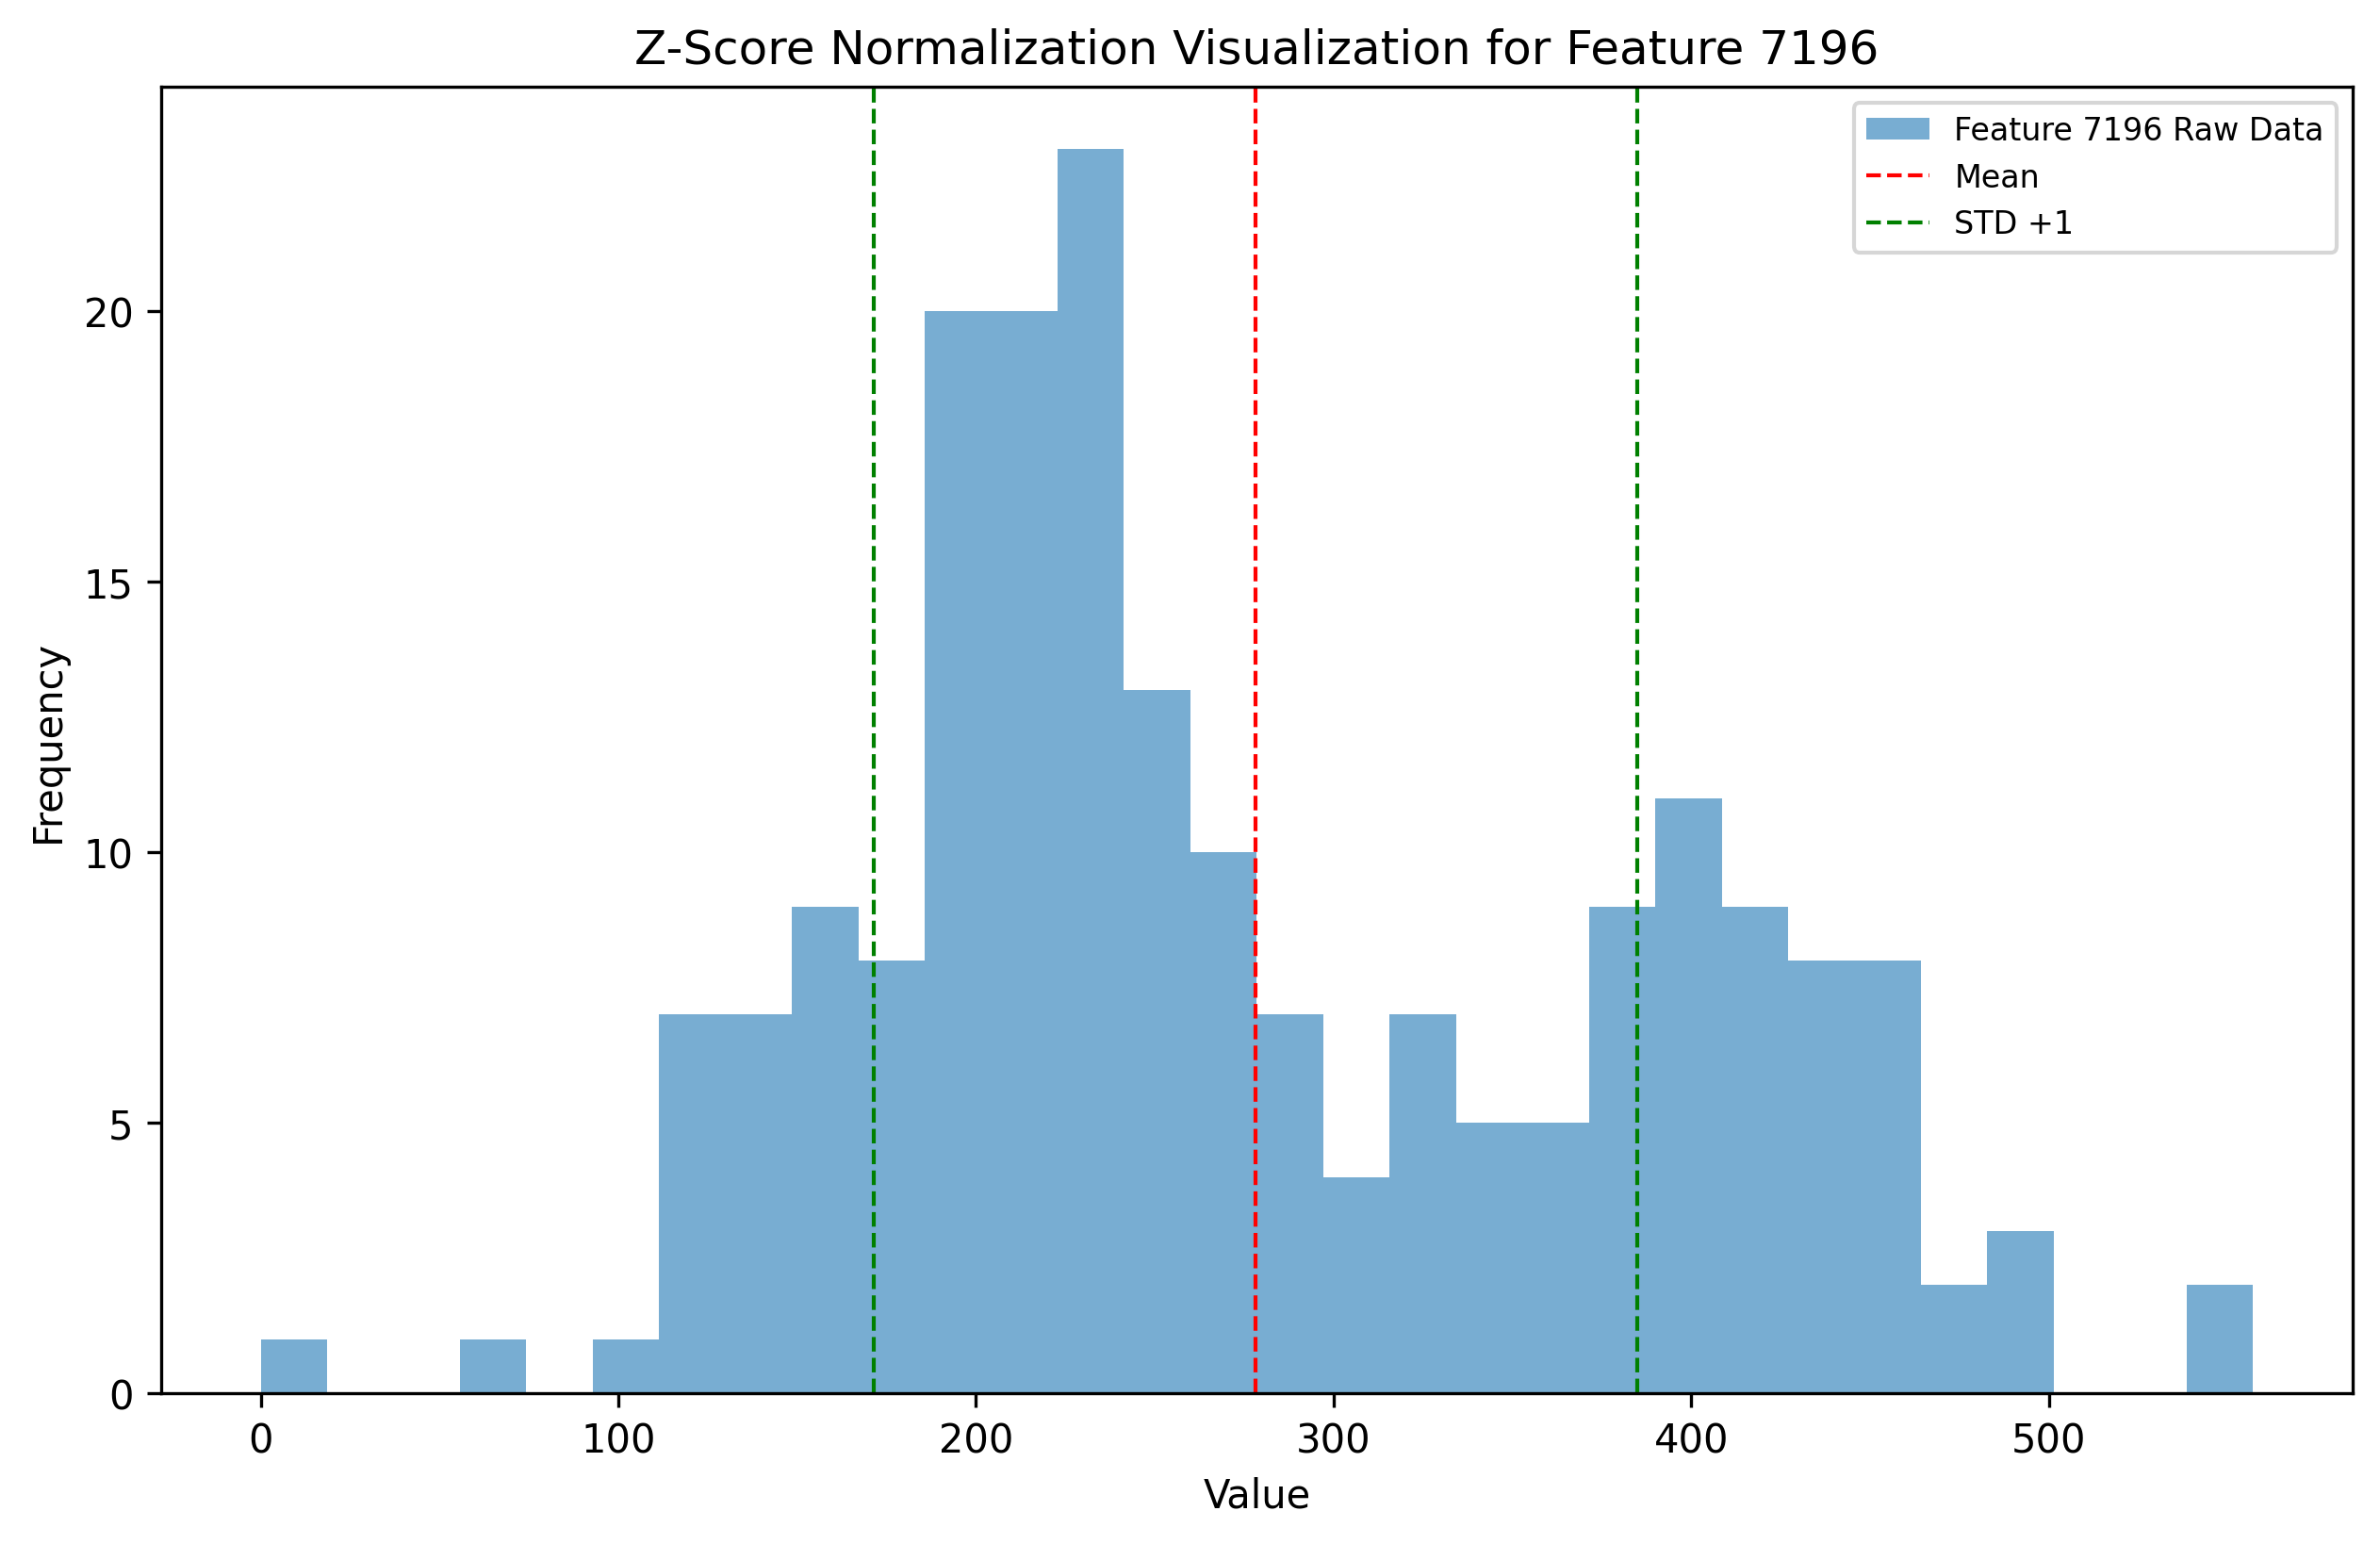 Z-Score Normalization Visualization for Feature 7196
Feature 7196 Raw Data
Mean
STD +1
20
15
10
5
0
Frequency
0 100 200 300 400 500
Value